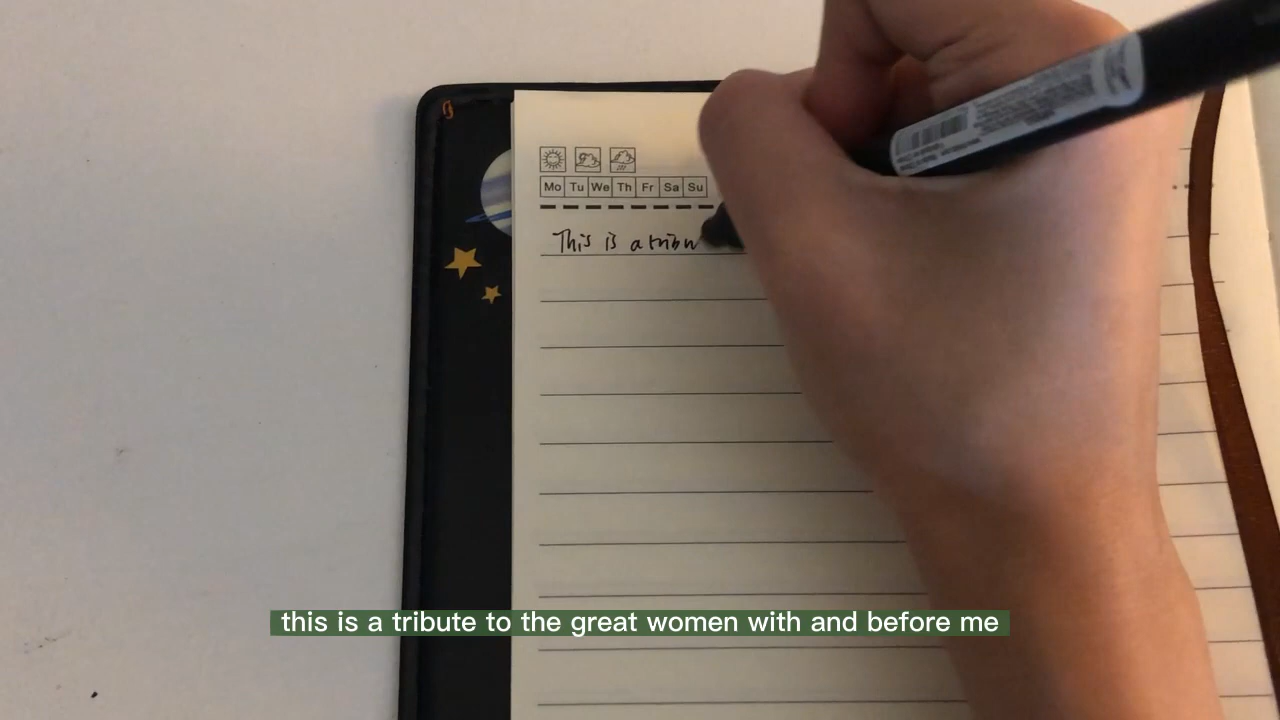 Mo Tu We Th Fr Sa Su
This is a tribu
this is a tribute to the great women with and before me